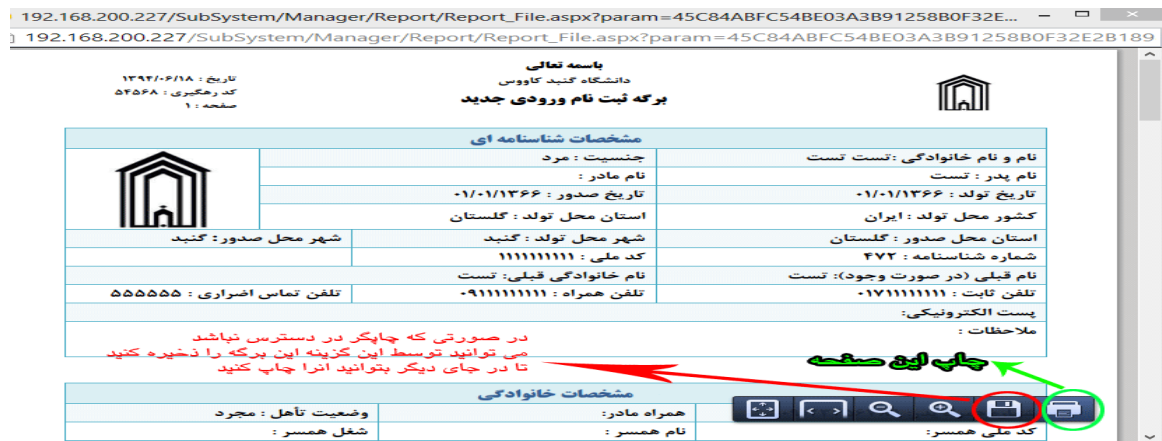 192.168.200.227/SubSystem/Manager/Report/Report_File.aspx?param=45C84ABFC54BE03A3B91258B0F32E...
192.168.200.227/SubSystem/Manager/Report/Report_File.aspx?param=45C84ABFC54BE03A3B91258B0F32E2B189
باسمه تعالی
دانشگاه گنبد کاووس
برگه ثبت نام ورودی جدید
تاریخ : ۱۳۹۴/۰۶/۱۸
کد رهگیری : ۵۴۵۶۸
صفحه : ۱
مشخصات شناسنامه ای
نام و نام خانوادگی :تست تست جنسیت : مرد
نام پدر : تست نام مادر :
تاریخ تولد : ۰۱/۰۱/۱۳۶۶ تاریخ صدور : ۰۱/۰۱/۱۳۶۶
کشور محل تولد : ایران استان محل تولد : گلستان
استان محل صدور : گلستان شهر محل تولد : گنبد شهر محل صدور: گنبد
شماره شناسنامه : ۴۷۲ کد ملی : ۱۱۱۱۱۱۱۱۱۱
نام قبلی (در صورت وجود): تست نام خانوادگی قبلی: تست
تلفن ثابت : ۰۱۷۱۱۱۱۱۱۱۱ تلفن همراه : ۰۹۱۱۱۱۱۱۱۱۱ تلفن تماس اضراری : ۵۵۵۵۵۵
پست الکترونیکی:
ملاحظات :
در صورتی که چاپگر در دسترس نباشد
می توانید توسط این گزینه این برگه را ذخیره کنید
تا در جای دیگر بتوانید انرا چاپ کنید
چاپ این صفحه
مشخصات خانوادگی
همراه مادر: وضعیت تأهل : مجرد
کد ملی همسر: نام همسر : شغل همسر :